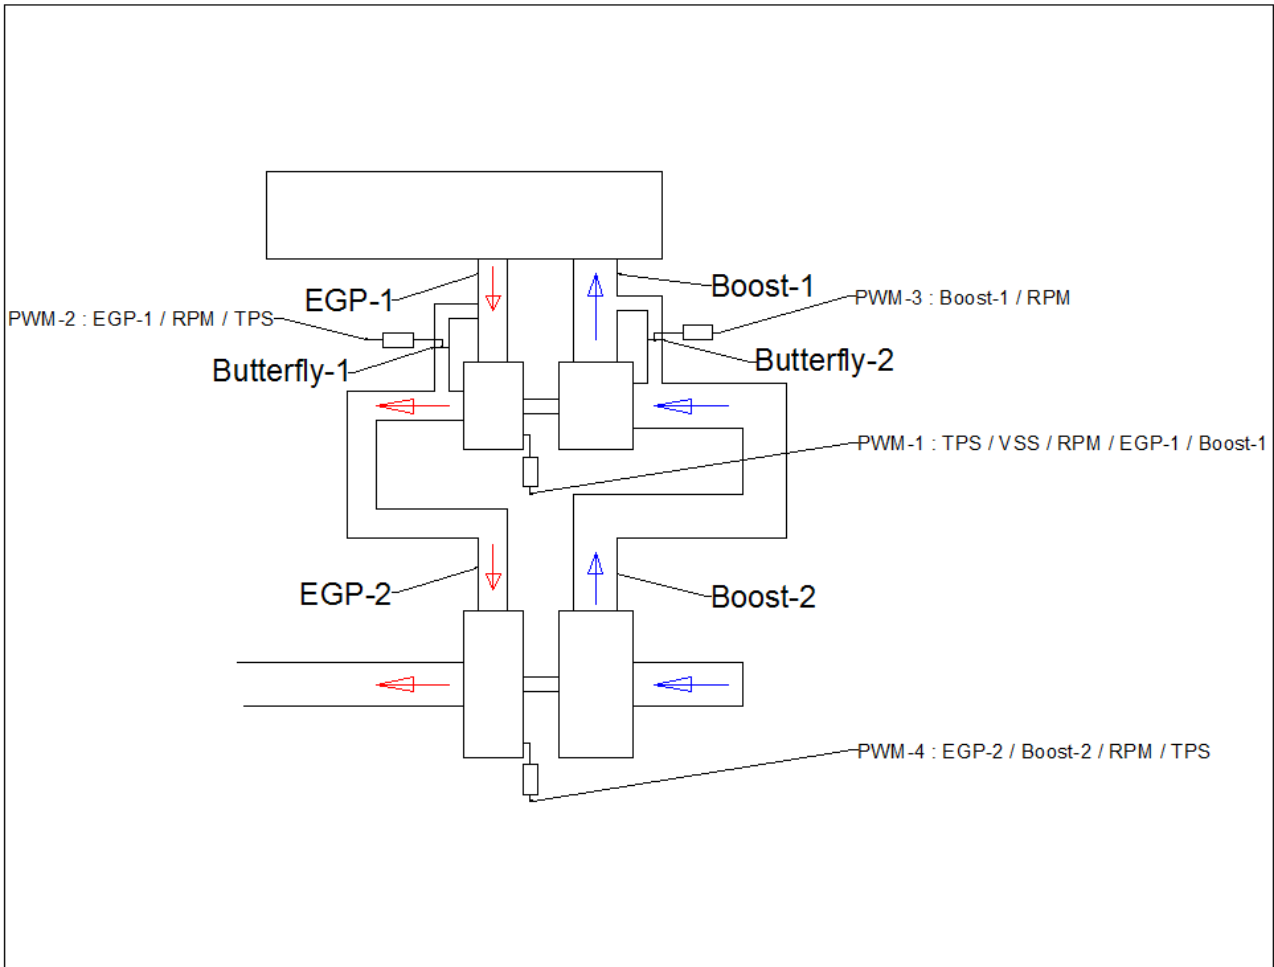 EGP-1
Boost-1
PWM-3 : Boost-1 / RPM
PWM-2 : EGP-1 / RPM / TPS
Butterfly-1
Butterfly-2
PWM-1 : TPS / VSS / RPM / EGP-1 / Boost-1
EGP-2
Boost-2
PWM-4 : EGP-2 / Boost-2 / RPM / TPS